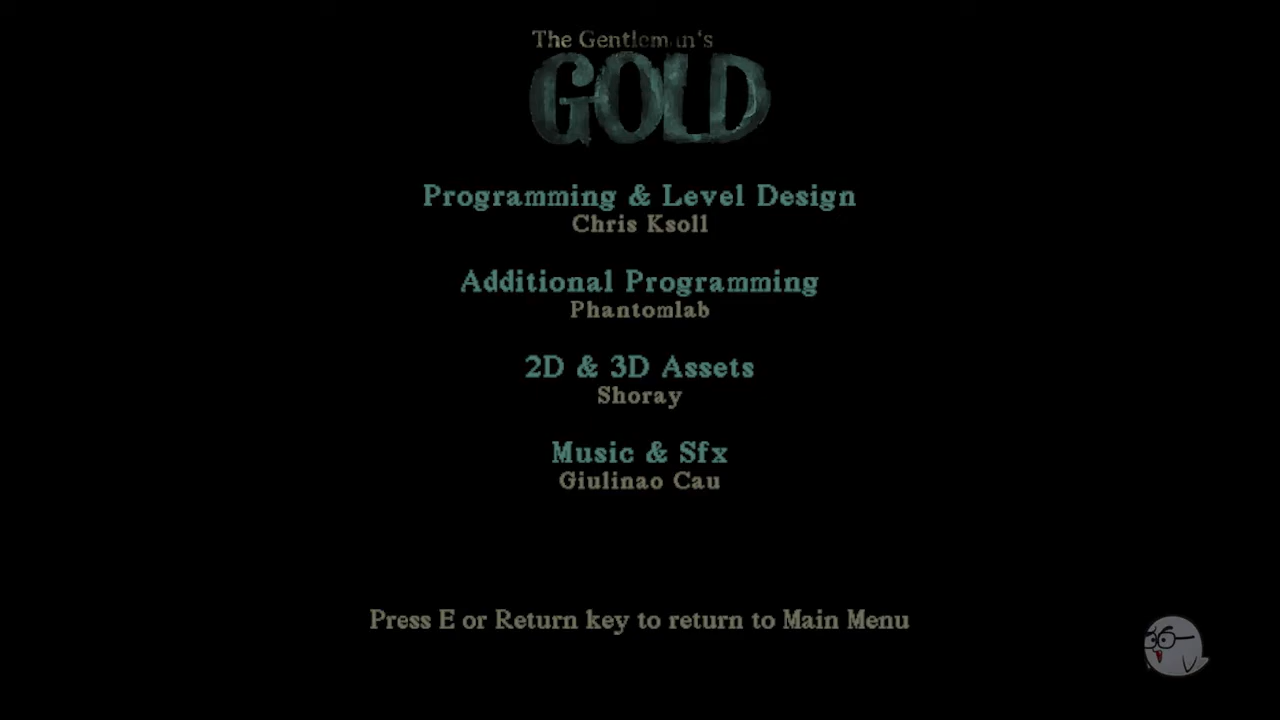 The Gentleman's
GOLD
Programming & Level Design
Chris Ksoll
Additional Programming
Phantomlab
2D & 3D Assets
Shoray
Music & Sfx
Giulinao Cau
Press E or Return key to return to Main Menu